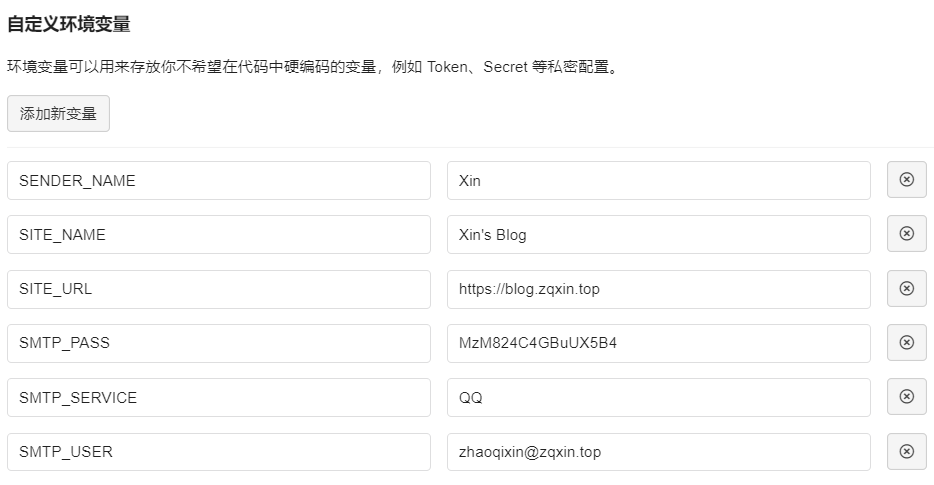 自定义环境变量
环境变量可以用来存放你不希望在代码中硬编码的变量，例如 Token、Secret 等私密配置。
添加新变量
SENDER_NAME Xin
SITE_NAME Xin's Blog
SITE_URL https://blog.zqxin.top
SMTP_PASS MzM824C4GBuUX5B4
SMTP_SERVICE QQ
SMTP_USER zhaoqixin@zqxin.top